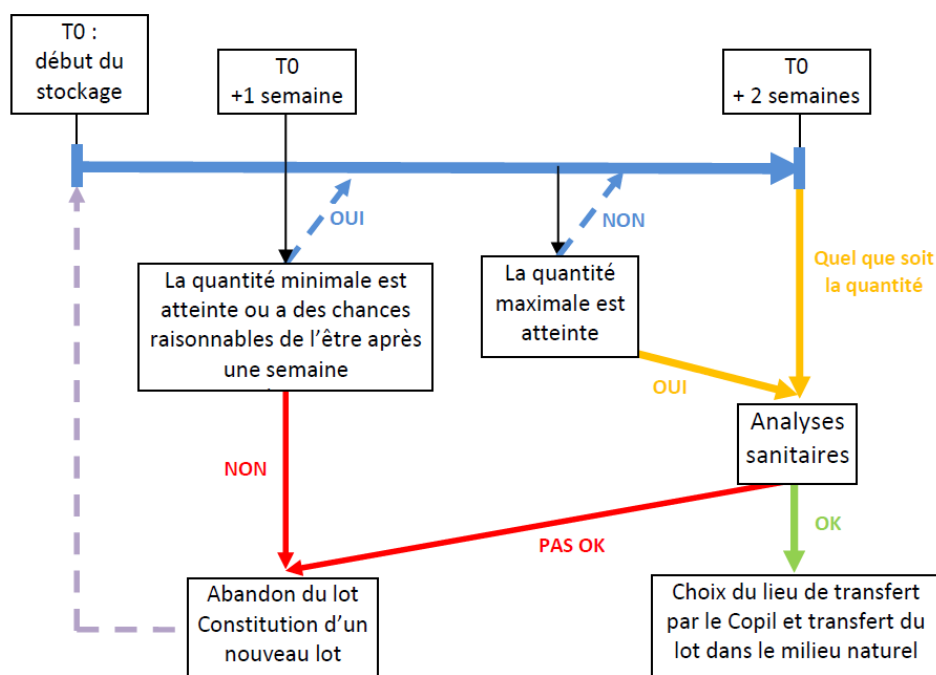 T0 :
début du
stockage
T0
+1 semaine
T0
+ 2 semaines
OUI
NON
La quantité minimale est
atteinte ou a des chances
raisonnables de l'être après
une semaine
La quantité
maximale est
atteinte
Quel que soit
la quantité
OUI
Analyses
sanitaires
NON
PAS OK
OK
Abandon du lot
Constitution d'un
nouveau lot
Choix du lieu de transfert
par le Copil et transfert du
lot dans le milieu naturel